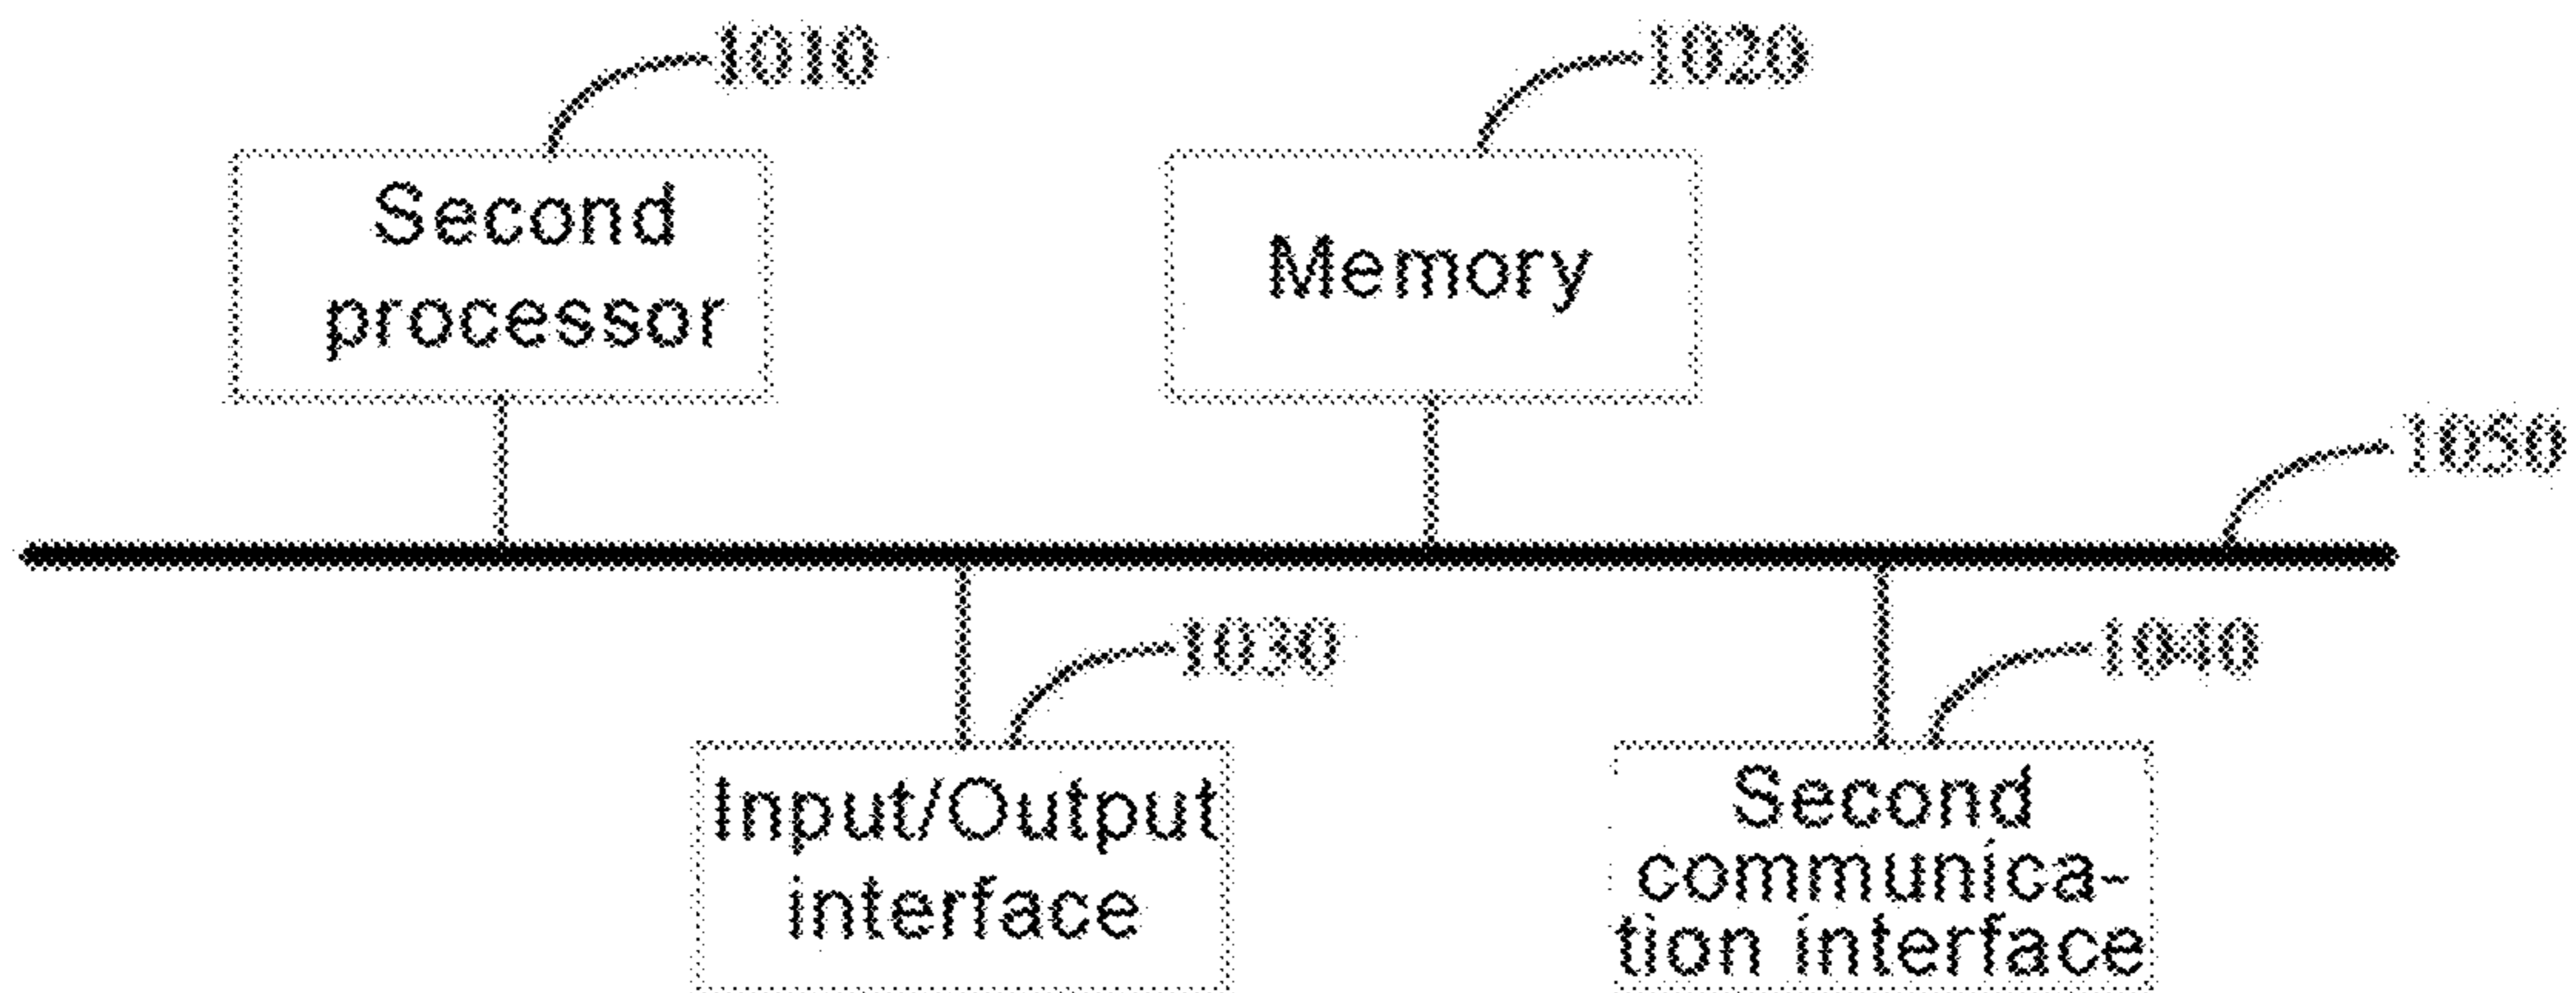 1010
1020
Second
processor
Memory
1050
1030
1040
Input/Output
interface
Second
communica-
tion interface